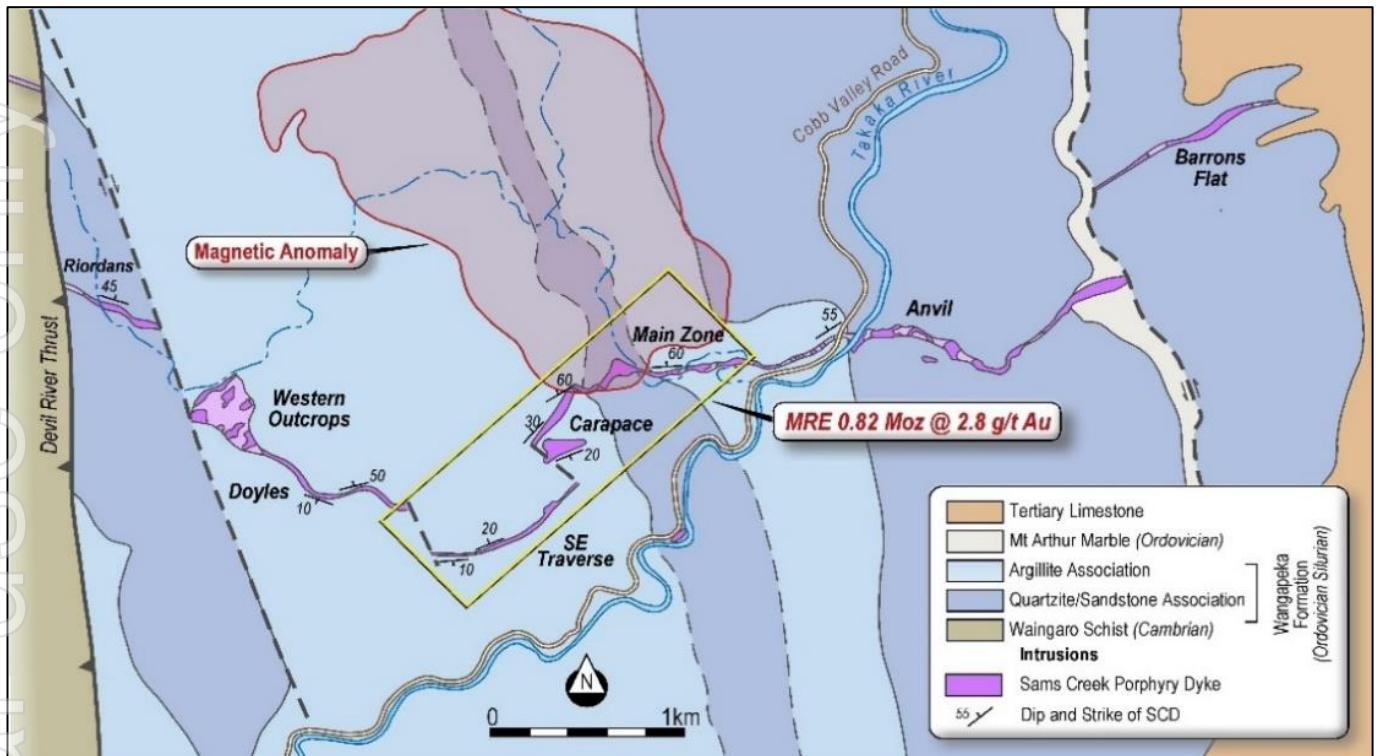 Cobb Valley Road
Takaka River
Barrons
Flat
Magnetic Anomaly
Riordans
45
Devil River Thrust
Main Zone
55
Anvil
60
60
Western
Outcrops
MRE 0.82 Moz @ 2.8 g/t Au
30
Carapace
20
Doyles
50
10
20
SE
Traverse
10
N
0
1km
Tertiary Limestone
Mt Arthur Marble (Ordovician)
Argillite Association
Quartzite/Sandstone Association
Waingaro Schist (Cambrian)
Wangapeka
Formation
(Ordovician Silurian)
Intrusions
Sams Creek Porphyry Dyke
55
Dip and Strike of SCD